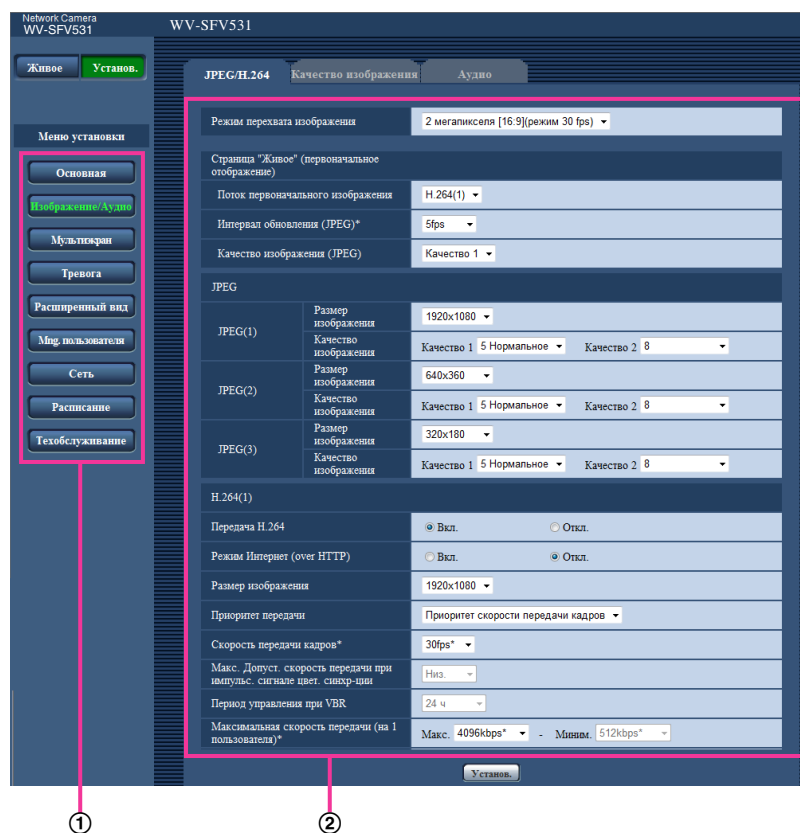 Network Camera
WV-SFV531
WV-SFV531
Живое
Установ.
JPEG/H.264
Качество изображения
Аудио
Меню установки
Основная
Изображение/Аудио
Мультиэкран
Тревога
Расширенный вид
Mng. пользователя
Сеть
Расписание
Техобслуживание
Режим перехвата изображения
2 мегапикселя [16:9](режим 30 fps)
Страница "Живое" (первоначальное
отображение)
Поток первоначального изображения
H.264(1)
Интервал обновления (JPEG)*
5fps
Качество изображения (JPEG)
Качество 1
JPEG
JPEG(1)
Размер
изображения
1920x1080
Качество
изображения
Качество 1 5 Нормальное Качество 2 8
JPEG(2)
Размер
изображения
640x360
Качество
изображения
Качество 1 5 Нормальное Качество 2 8
JPEG(3)
Размер
изображения
320x180
Качество
изображения
Качество 1 5 Нормальное Качество 2 8
H.264(1)
Передача H.264
Вкл. Откл.
Режим Интернет (over HTTP)
Вкл. Откл.
Размер изображения
1920x1080
Приоритет передачи
Приоритет скорости передачи кадров
Скорость передачи кадров*
30fps*
Макс. Допуст. скорость передачи при
импульс. сигнале цвет. синхр-ции
Низ.
Период управления при VBR
24 ч
Максимальная скорость передачи (на 1
пользователя)*
Макс. 4096kbps* - Миним. 512kbps*
Установ.
① ②